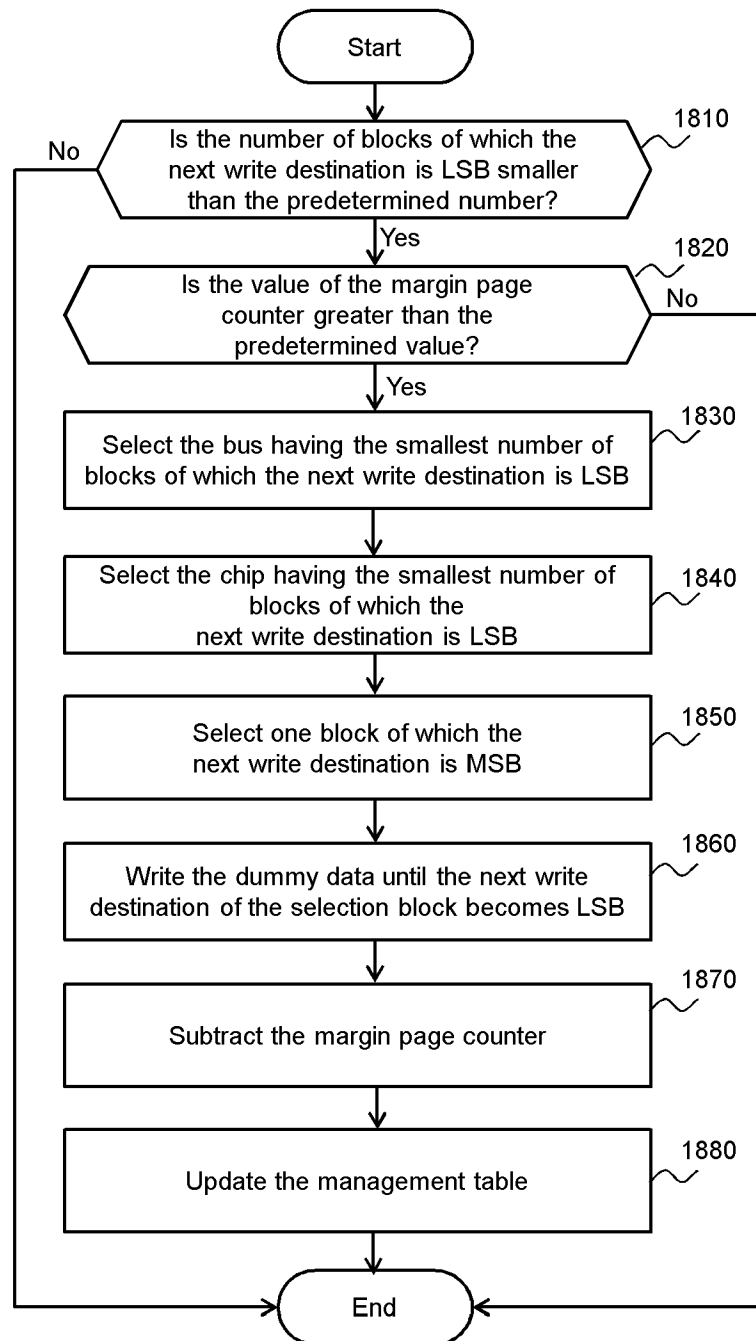 Start
1810
Is the number of blocks of which the
next write destination is LSB smaller
than the predetermined number?
No
Yes
1820
Is the value of the margin page
counter greater than the
predetermined value?
No
Yes
1830
Select the bus having the smallest number of
blocks of which the next write destination is LSB
1840
Select the chip having the smallest number of
blocks of which the
next write destination is LSB
1850
Select one block of which the
next write destination is MSB
1860
Write the dummy data until the next write
destination of the selection block becomes LSB
1870
Subtract the margin page counter
1880
Update the management table
End